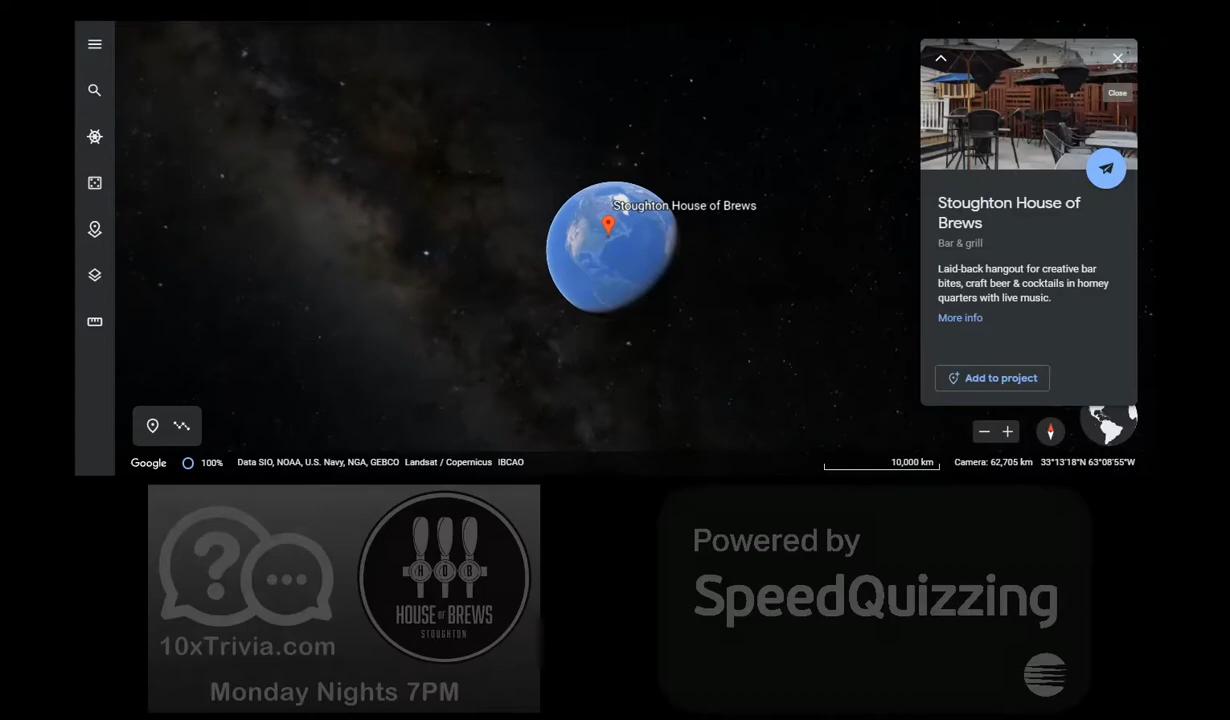 Stoughton House of Brews
Close
Stoughton House of
Brews
Bar & grill
Laid-back hangout for creative bar
bites, craft beer & cocktails in homey
quarters with live music.
More info
Add to project
Google
100%
Data SIO, NOAA, U.S. Navy, NGA, GEBCO Landsat / Copernicus IBCAO
10,000 km
Camera: 62,705 km 33°13'18"N 63°08'55"W
?
H O B
HOUSE OF BREWS
STOUGHTON
10xTrivia.com
Monday Nights 7PM
Powered by
SpeedQuizzing